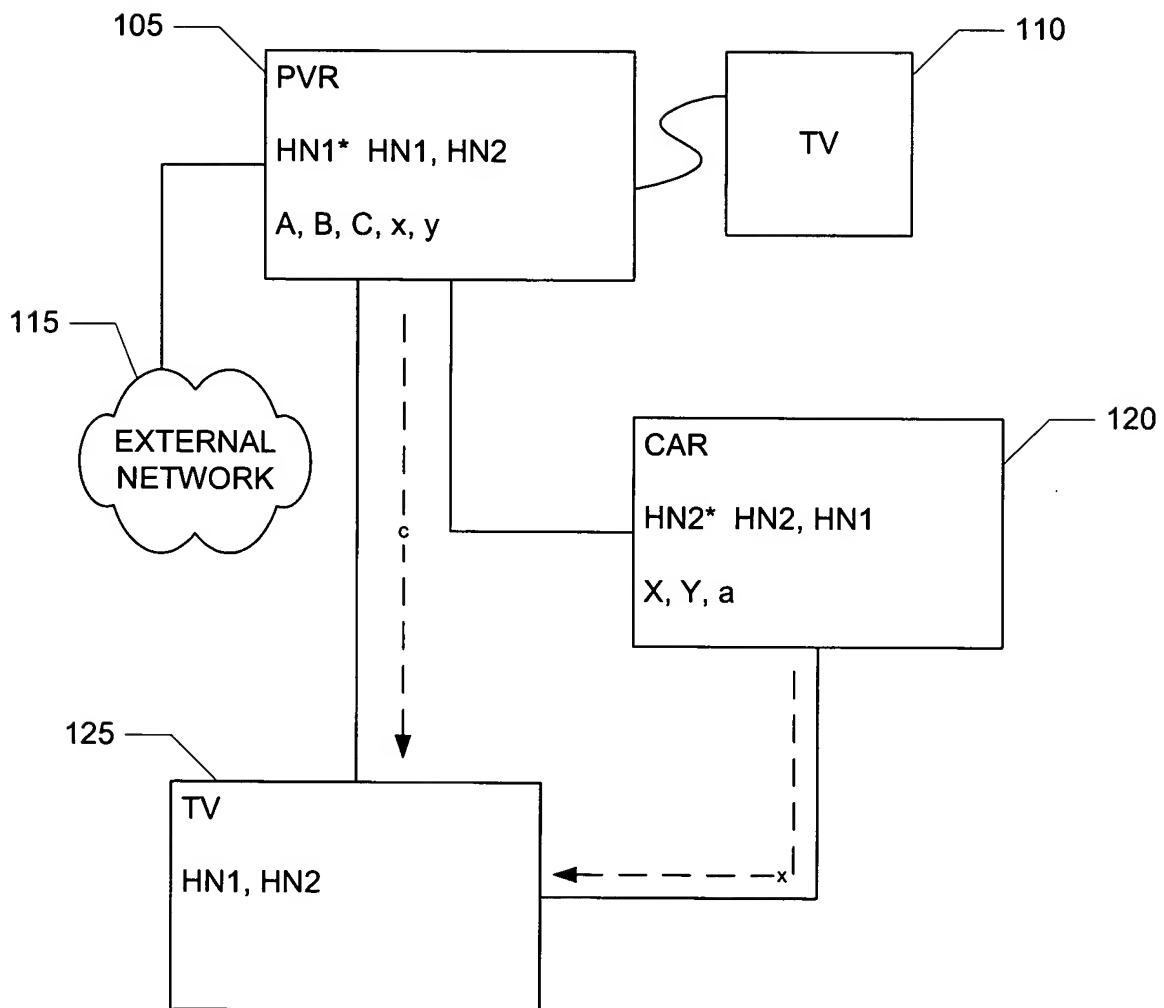 105
110
PVR
HN1* HN1, HN2
A, B, C, x, y
TV
115
EXTERNAL
NETWORK
c
120
CAR
HN2* HN2, HN1
X, Y, a
125
TV
HN1, HN2
x